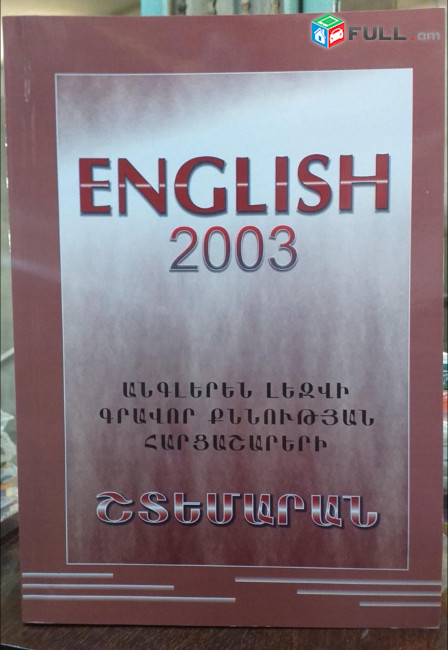 FULL.am
ENGLISH
2003
ԱՆԳԼԵՐԵՆ ԼԵԶՎԻ
ԳՐԱՎՈՐ ՔՆՆՈՒԹՅԱՆ
ՀԱՐՑԱՇԱՐԵՐԻ
ՇՏԵՄԱՐԱՆ